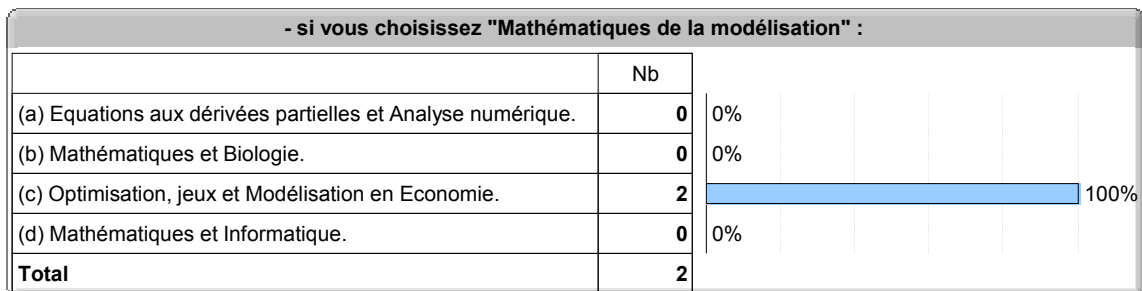 - si vous choisissez "Mathématiques de la modélisation" :
Nb
(a) Equations aux dérivées partielles et Analyse numérique. 0 0%
(b) Mathématiques et Biologie. 0 0%
(c) Optimisation, jeux et Modélisation en Economie. 2 100%
(d) Mathématiques et Informatique. 0 0%
Total 2